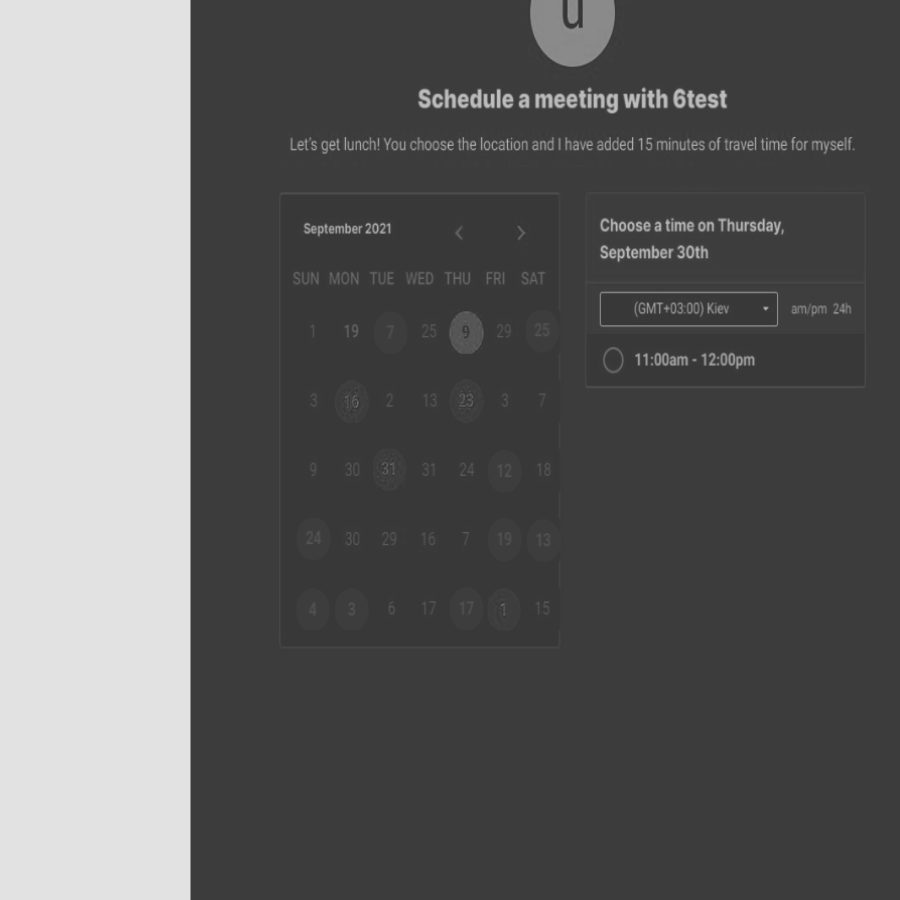 u
Schedule a meeting with 6test
Let's get lunch! You choose the location and I have added 15 minutes of travel time for myself.
September 2021
SUN MON TUE WED THU FRI SAT
1 19 7 25 9 29 25
3 16 2 13 23 3 7
9 30 31 31 24 12 18
24 30 29 16 7 19 13
4 3 6 17 17 1 15
Choose a time on Thursday,
September 30th
(GMT+03:00) Kiev am/pm 24h
11:00am - 12:00pm